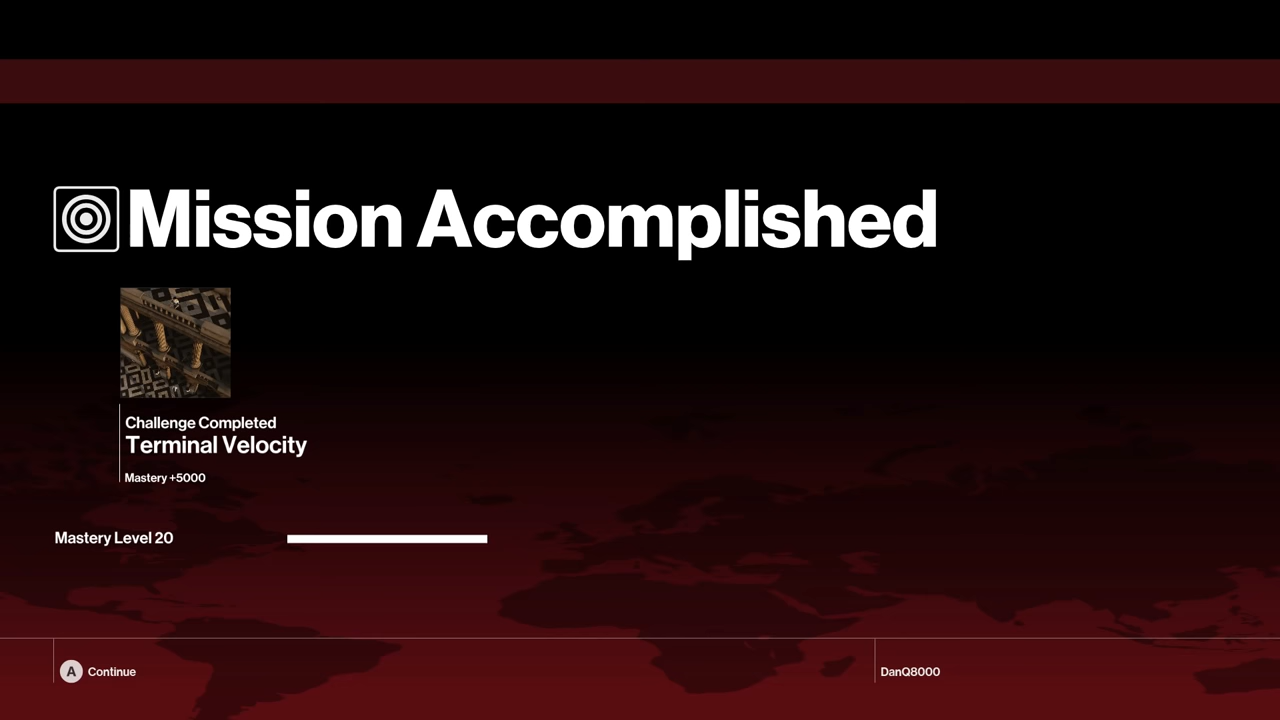 Mission Accomplished
Challenge Completed
Terminal Velocity
Mastery +5000
Mastery Level 20
A Continue
DanQ8000